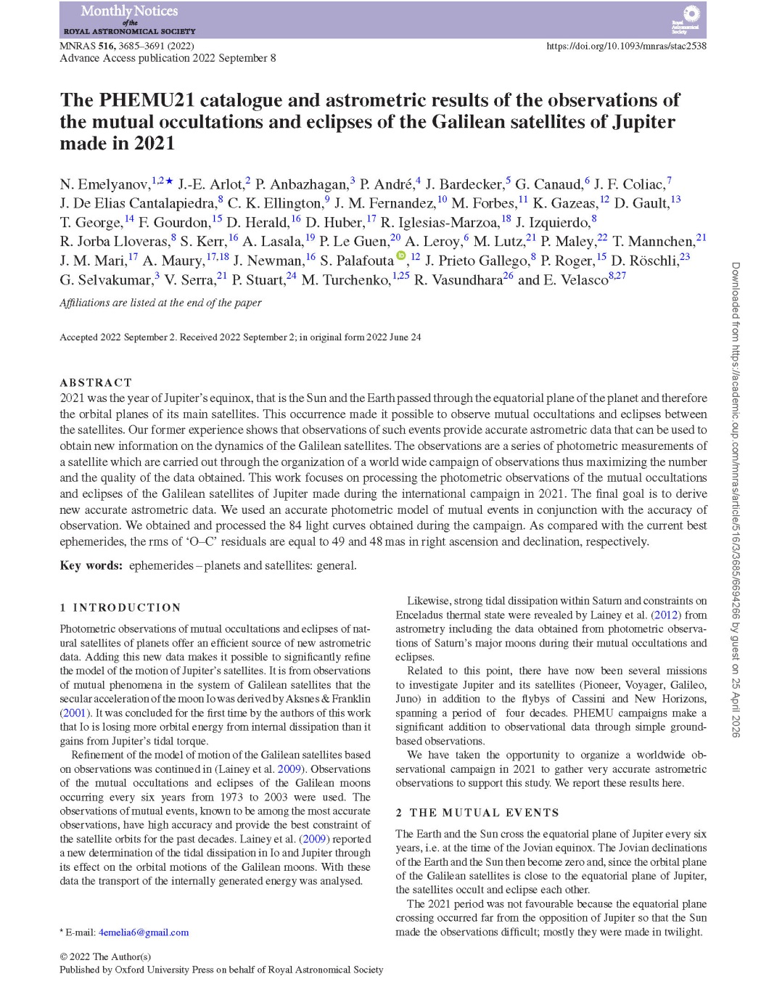 Monthly Notices
of the
ROYAL ASTRONOMICAL SOCIETY
Royal
Astronomical
Society
MNRAS 516, 3685–3691 (2022)
https://doi.org/10.1093/mnras/stac2538
Advance Access publication 2022 September 8
The PHEMU21 catalogue and astrometric results of the observations of
the mutual occultations and eclipses of the Galilean satellites of Jupiter
made in 2021
N. Emelyanov,1,2★ J.-E. Arlot,2 P. Anbazhagan,3 P. André,4 J. Bardecker,5 G. Canaud,6 J. F. Coliac,7
J. De Elias Cantalapiedra,8 C. K. Ellington,9 J. M. Fernandez,10 M. Forbes,11 K. Gazeas,12 D. Gault,13
T. George,14 F. Gourdon,15 D. Herald,16 D. Huber,17 R. Iglesias-Marzoa,18 J. Izquierdo,8
R. Jorba Lloveras,8 S. Kerr,16 A. Lasala,19 P. Le Guen,20 A. Leroy,6 M. Lutz,21 P. Maley,22 T. Mannchen,21
J. M. Mari,17 A. Maury,17,18 J. Newman,16 S. Palafouta iD,12 J. Prieto Gallego,8 P. Roger,15 D. Röschli,23
G. Selvakumar,3 V. Serra,21 P. Stuart,24 M. Turchenko,1,25 R. Vasundhara26 and E. Velasco8,27
Affiliations are listed at the end of the paper
Accepted 2022 September 2. Received 2022 September 2; in original form 2022 June 24
ABSTRACT
2021 was the year of Jupiter's equinox, that is the Sun and the Earth passed through the equatorial plane of the planet and therefore
the orbital planes of its main satellites. This occurrence made it possible to observe mutual occultations and eclipses between
the satellites. Our former experience shows that observations of such events provide accurate astrometric data that can be used to
obtain new information on the dynamics of the Galilean satellites. The observations are a series of photometric measurements of
a satellite which are carried out through the organization of a world wide campaign of observations thus maximizing the number
and the quality of the data obtained. This work focuses on processing the photometric observations of the mutual occultations
and eclipses of the Galilean satellites of Jupiter made during the international campaign in 2021. The final goal is to derive
new accurate astrometric data. We used an accurate photometric model of mutual events in conjunction with the accuracy of
observation. We obtained and processed the 84 light curves obtained during the campaign. As compared with the current best
ephemerides, the rms of ‘O–C’ residuals are equal to 49 and 48 mas in right ascension and declination, respectively.
Key words: ephemerides – planets and satellites: general.
1 INTRODUCTION
Photometric observations of mutual occultations and eclipses of nat-
ural satellites of planets offer an efficient source of new astrometric
data. Adding this new data makes it possible to significantly refine
the model of the motion of Jupiter's satellites. It is from observations
of mutual phenomena in the system of Galilean satellites that the
secular acceleration of the moon Io was derived by Aksnes & Franklin
(2001). It was concluded for the first time by the authors of this work
that Io is losing more orbital energy from internal dissipation than it
gains from Jupiter's tidal torque.
Refinement of the model of motion of the Galilean satellites based
on observations was continued in (Lainey et al. 2009). Observations
of the mutual occultations and eclipses of the Galilean moons
occurring every six years from 1973 to 2003 were used. The
observations of mutual events, known to be among the most accurate
observations, have high accuracy and provide the best constraint of
the satellite orbits for the past decades. Lainey et al. (2009) reported
a new determination of the tidal dissipation in Io and Jupiter through
its effect on the orbital motions of the Galilean moons. With these
data the transport of the internally generated energy was analysed.
* E-mail: 4emelia6@gmail.com
Likewise, strong tidal dissipation within Saturn and constraints on
Enceladus thermal state were revealed by Lainey et al. (2012) from
astrometry including the data obtained from photometric observa-
tions of Saturn's major moons during their mutual occultations and
eclipses.
Related to this point, there have now been several missions
to investigate Jupiter and its satellites (Pioneer, Voyager, Galileo,
Juno) in addition to the flybys of Cassini and New Horizons,
spanning a period of four decades. PHEMU campaigns make a
significant addition to observational data through simple ground-
based observations.
We have taken the opportunity to organize a worldwide ob-
servational campaign in 2021 to gather very accurate astrometric
observations to support this study. We report these results here.
2 THE MUTUAL EVENTS
The Earth and the Sun cross the equatorial plane of Jupiter every six
years, i.e. at the time of the Jovian equinox. The Jovian declinations
of the Earth and the Sun then become zero and, since the orbital plane
of the Galilean satellites is close to the equatorial plane of Jupiter,
the satellites occult and eclipse each other.
The 2021 period was not favourable because the equatorial plane
crossing occurred far from the opposition of Jupiter so that the Sun
made the observations difficult; mostly they were made in twilight.
© 2022 The Author(s)
Published by Oxford University Press on behalf of Royal Astronomical Society
Downloaded from https://academic.oup.com/mnras/article/516/3/3685/6694266 by guest on 25 April 2026